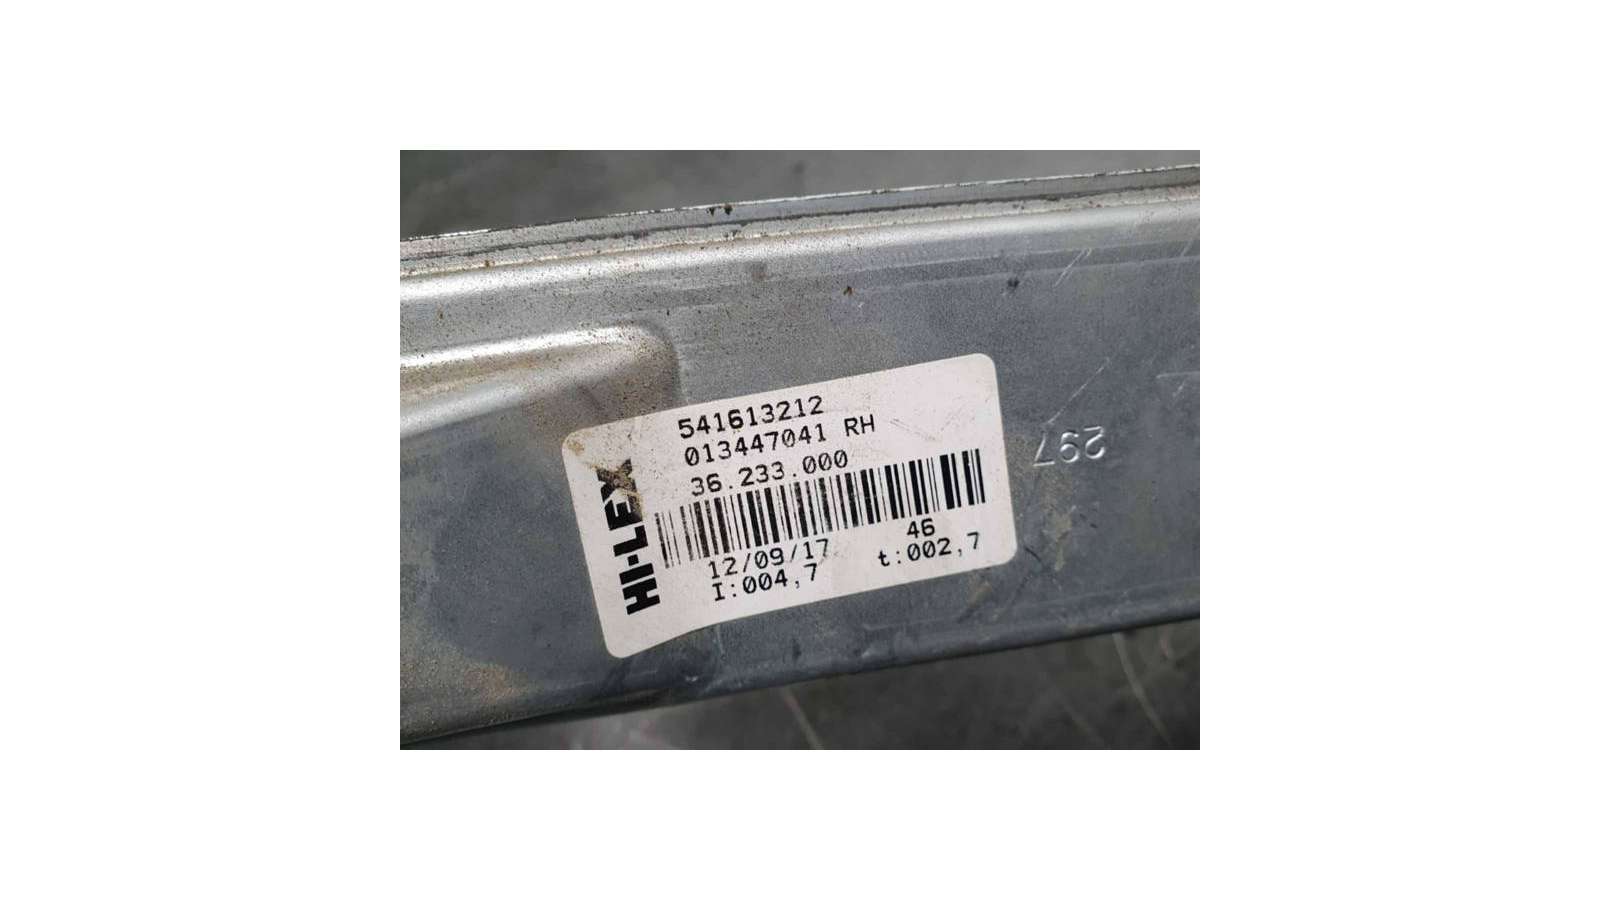 541613212
013447041 RH
36.233.000
HI-LEX
46
12/09/17
t:002,7
I:004,7
297